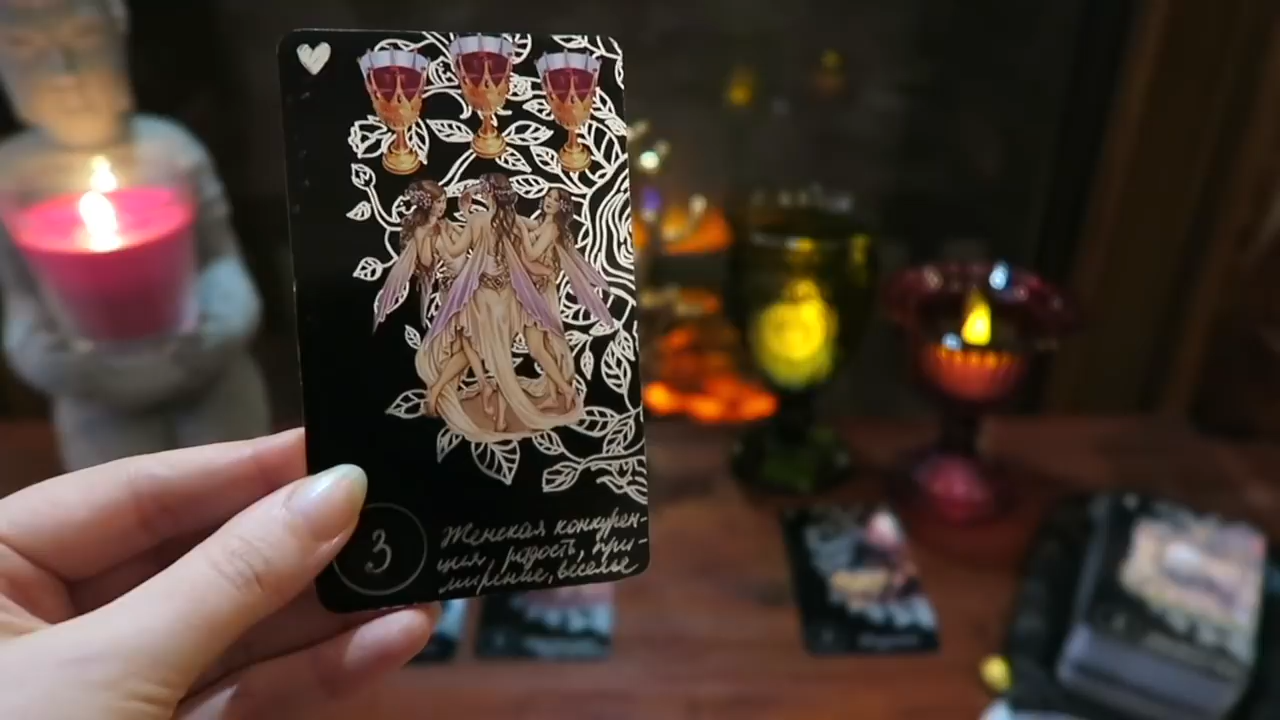 3
Женская конкурен-
ция, радость, при-
мирение, веселье